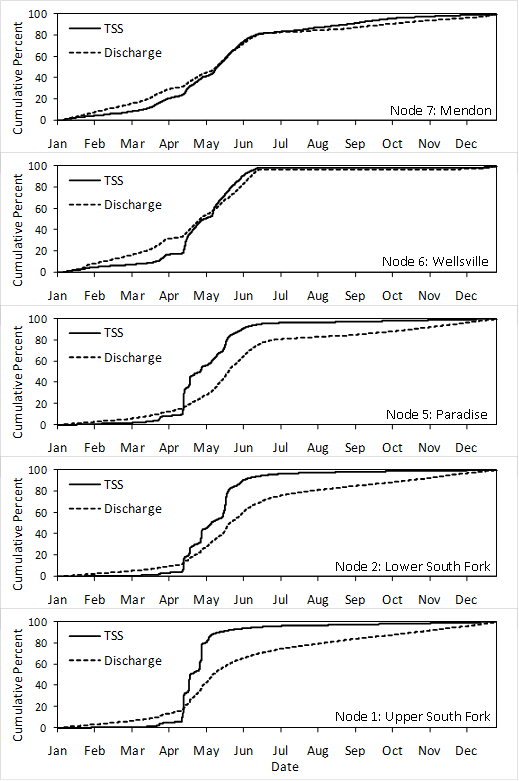 Cumulative Percent
100
80
60
40
20
0
TSS
Discharge
Node 7: Mendon
Jan Feb Mar Apr May Jun Jul Aug Sep Oct Nov Dec
Cumulative Percent
100
80
60
40
20
0
TSS
Discharge
Node 6: Wellsville
Jan Feb Mar Apr May Jun Jul Aug Sep Oct Nov Dec
Cumulative Percent
100
80
60
40
20
0
TSS
Discharge
Node 5: Paradise
Jan Feb Mar Apr May Jun Jul Aug Sep Oct Nov Dec
Cumulative Percent
100
80
60
40
20
0
TSS
Discharge
Node 2: Lower South Fork
Jan Feb Mar Apr May Jun Jul Aug Sep Oct Nov Dec
Cumulative Percent
100
80
60
40
20
0
TSS
Discharge
Node 1: Upper South Fork
Jan Feb Mar Apr May Jun Jul Aug Sep Oct Nov Dec
Date